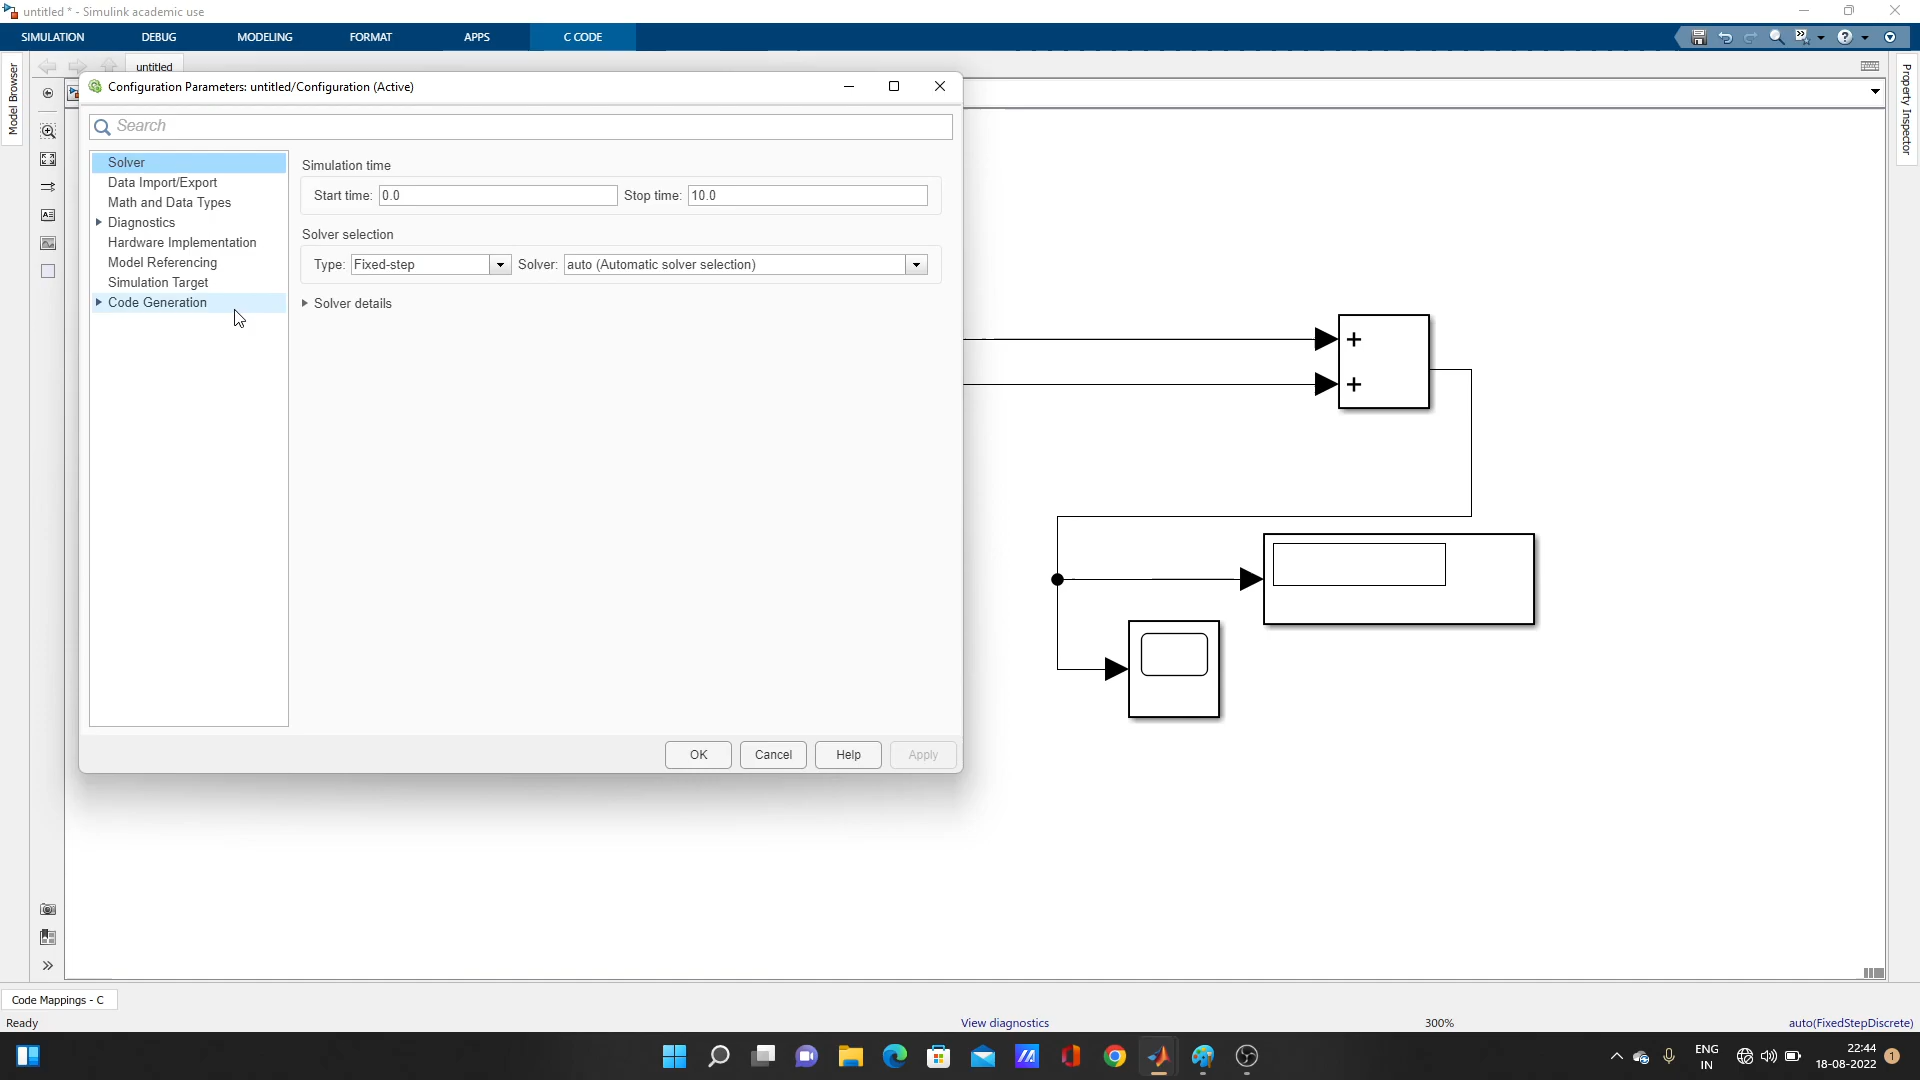 untitled * - Simulink academic use
SIMULATION DEBUG MODELING FORMAT APPS C CODE
Model Browser
untitled
Property Inspector
Configuration Parameters: untitled/Configuration (Active)
Search
Solver
Data Import/Export
Math and Data Types
Diagnostics
Hardware Implementation
Model Referencing
Simulation Target
Code Generation
Simulation time
Start time: 0.0 Stop time: 10.0
Solver selection
Type: Fixed-step Solver: auto (Automatic solver selection)
Solver details
OK Cancel Help Apply
+
+
Code Mappings - C
Ready View diagnostics 300% auto(FixedStepDiscrete)
ENG
IN
22:44
18-08-2022
1